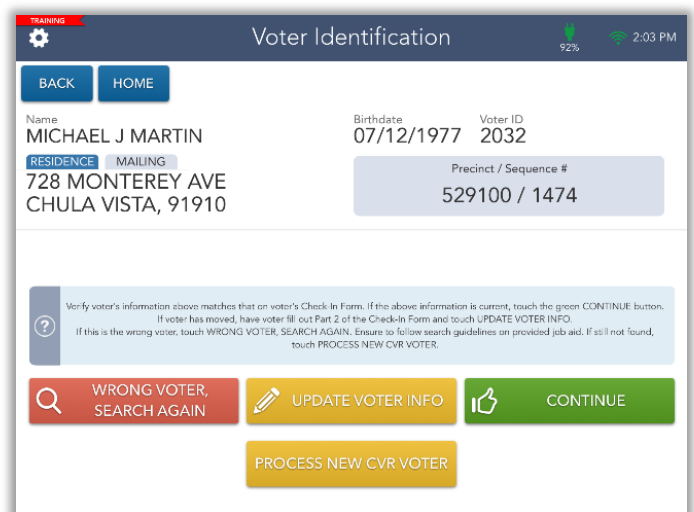 TRAINING
Voter Identification
92%
2:03 PM
BACK
HOME
Name
MICHAEL J MARTIN
Birthdate
07/12/1977
Voter ID
2032
RESIDENCE
MAILING
728 MONTEREY AVE
CHULA VISTA, 91910
Precinct / Sequence #
529100 / 1474
?
Verify voter's information above matches that on voter's Check-In Form. If the above information is current, touch the green CONTINUE button.
If voter has moved, have voter fill out Part 2 of the Check-In Form and touch UPDATE VOTER INFO.
If this is the wrong voter, touch WRONG VOTER, SEARCH AGAIN. Ensure to follow search guidelines on provided job aid. If still not found,
touch PROCESS NEW CVR VOTER.
WRONG VOTER,
SEARCH AGAIN
UPDATE VOTER INFO
CONTINUE
PROCESS NEW CVR VOTER